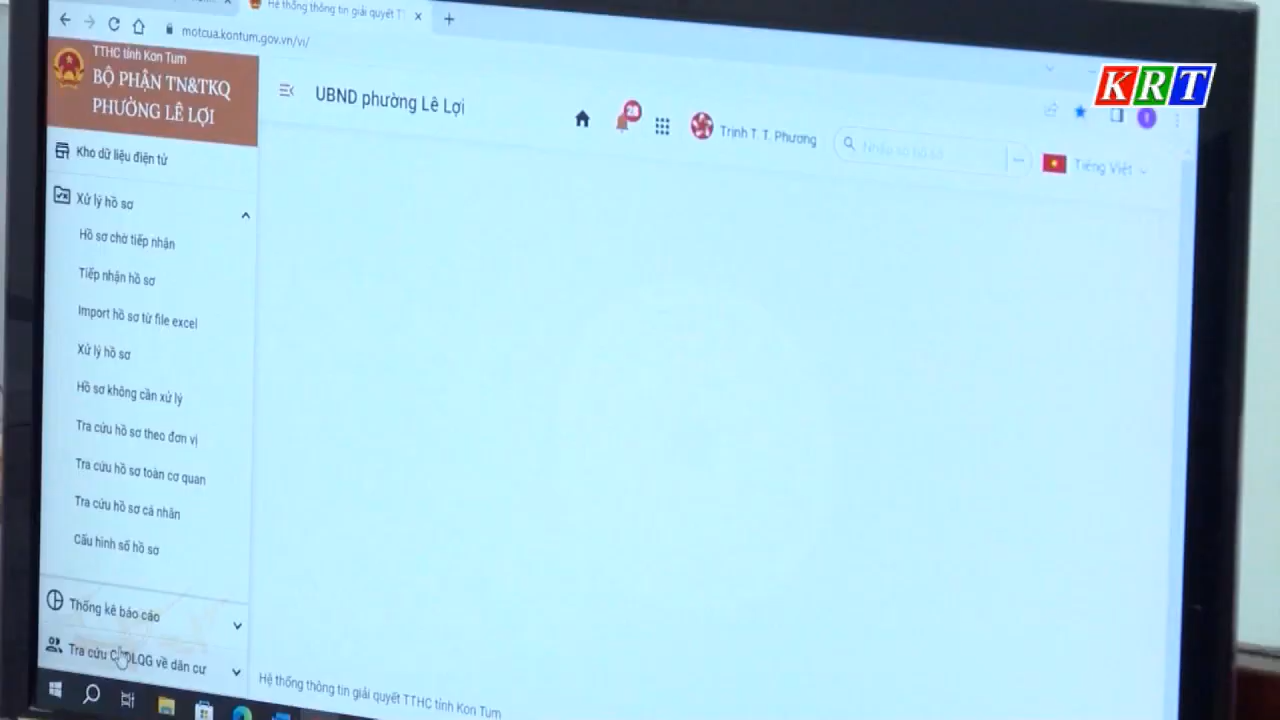 Hệ thống thông tin giải quyết T
motcua.kontum.gov.vn/vi/
KRT
TTHC tỉnh Kon Tum
BỘ PHẬN TN&TKQ
PHƯỜNG LÊ LỢI
UBND phường Lê Lợi
28
Trịnh T. T. Phương
Nhập số hồ sơ
Tiếng Việt
Kho dữ liệu điện tử
Xử lý hồ sơ
Hồ sơ chờ tiếp nhận
Tiếp nhận hồ sơ
Import hồ sơ từ file excel
Xử lý hồ sơ
Hồ sơ không cần xử lý
Tra cứu hồ sơ theo đơn vị
Tra cứu hồ sơ toàn cơ quan
Tra cứu hồ sơ cá nhân
Cấu hình số hồ sơ
Thống kê báo cáo
Tra cứu CSDLQG về dân cư
Hệ thống thông tin giải quyết TTHC tỉnh Kon Tum